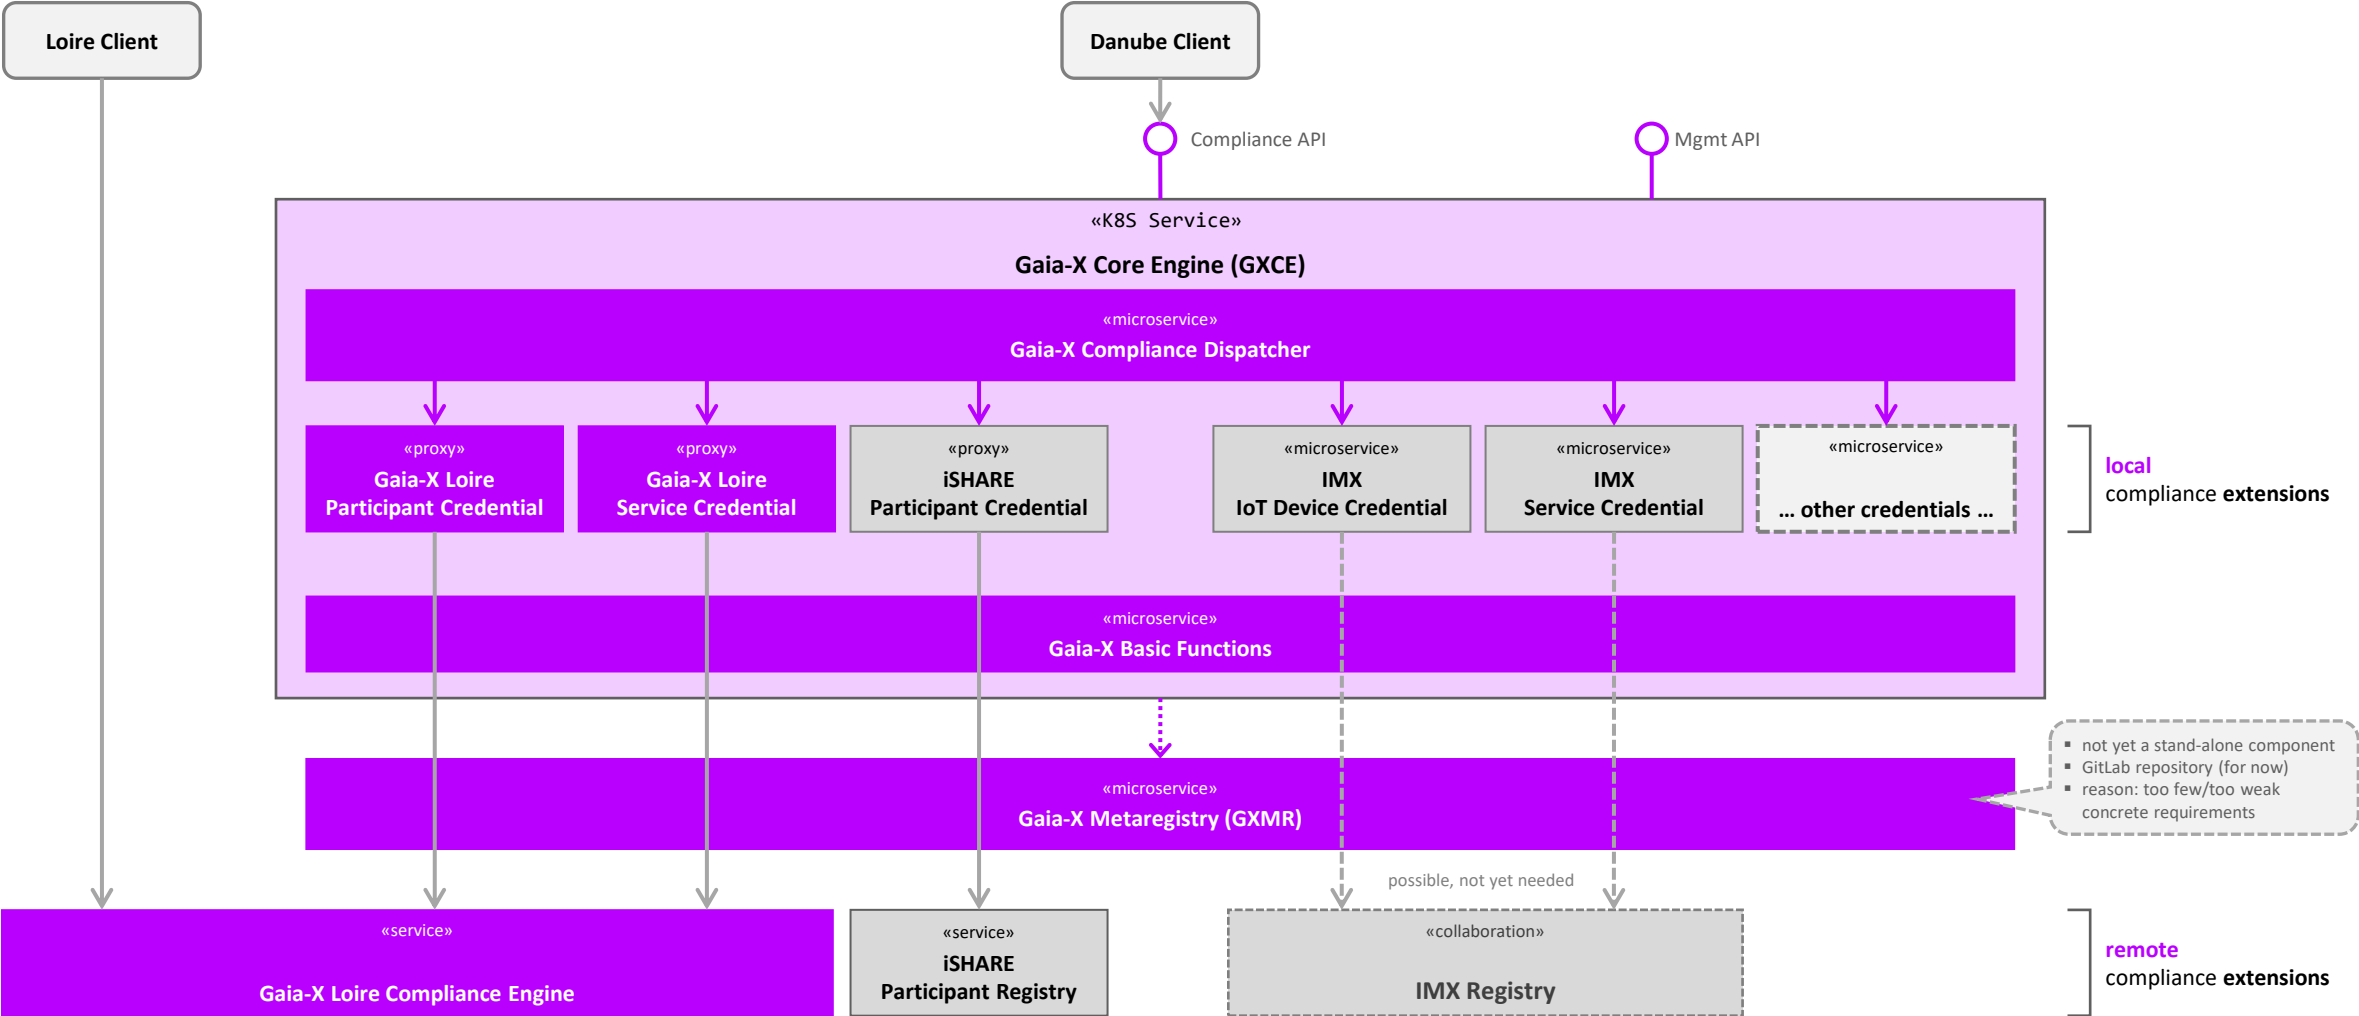 Loire Client
Danube Client
Compliance API
Mgmt API
«K8S Service»
Gaia-X Core Engine (GXCE)
«microservice»
Gaia-X Compliance Dispatcher
«proxy»
Gaia-X Loire
Participant Credential
«proxy»
Gaia-X Loire
Service Credential
«proxy»
iSHARE
Participant Credential
«microservice»
IMX
IoT Device Credential
«microservice»
IMX
Service Credential
«microservice»
... other credentials ...
local
compliance extensions
«microservice»
Gaia-X Basic Functions
▪ not yet a stand-alone component
▪ GitLab repository (for now)
▪ reason: too few/too weak
concrete requirements
«microservice»
Gaia-X Metaregistry (GXMR)
possible, not yet needed
«service»
Gaia-X Loire Compliance Engine
«service»
iSHARE
Participant Registry
«collaboration»
IMX Registry
remote
compliance extensions